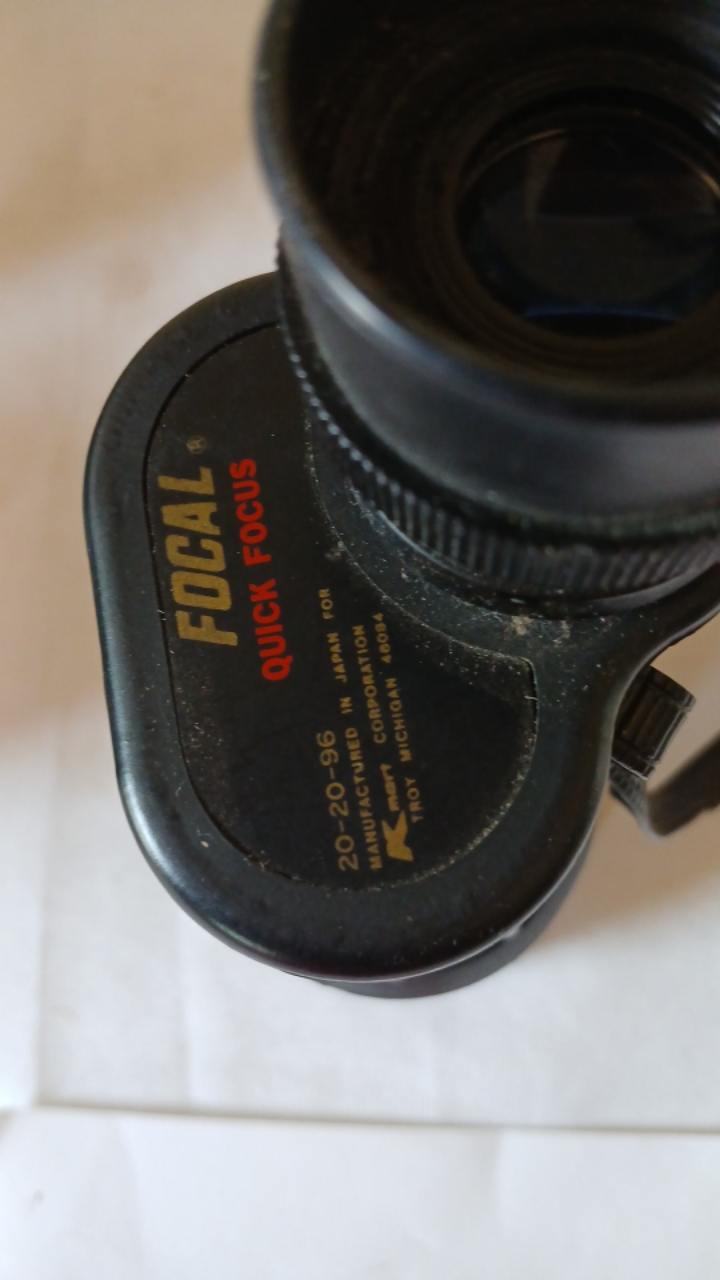 FOCAL®
QUICK FOCUS
20-20-96
MANUFACTURED IN JAPAN FOR
Kmart CORPORATION
TROY MICHIGAN 48084